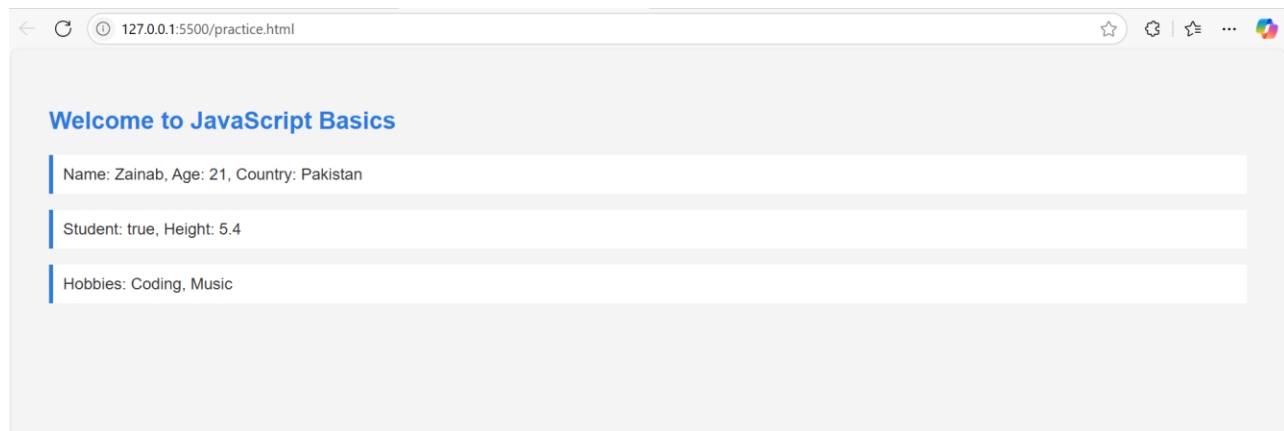 127.0.0.1:5500/practice.html
Welcome to JavaScript Basics
Name: Zainab, Age: 21, Country: Pakistan
Student: true, Height: 5.4
Hobbies: Coding, Music